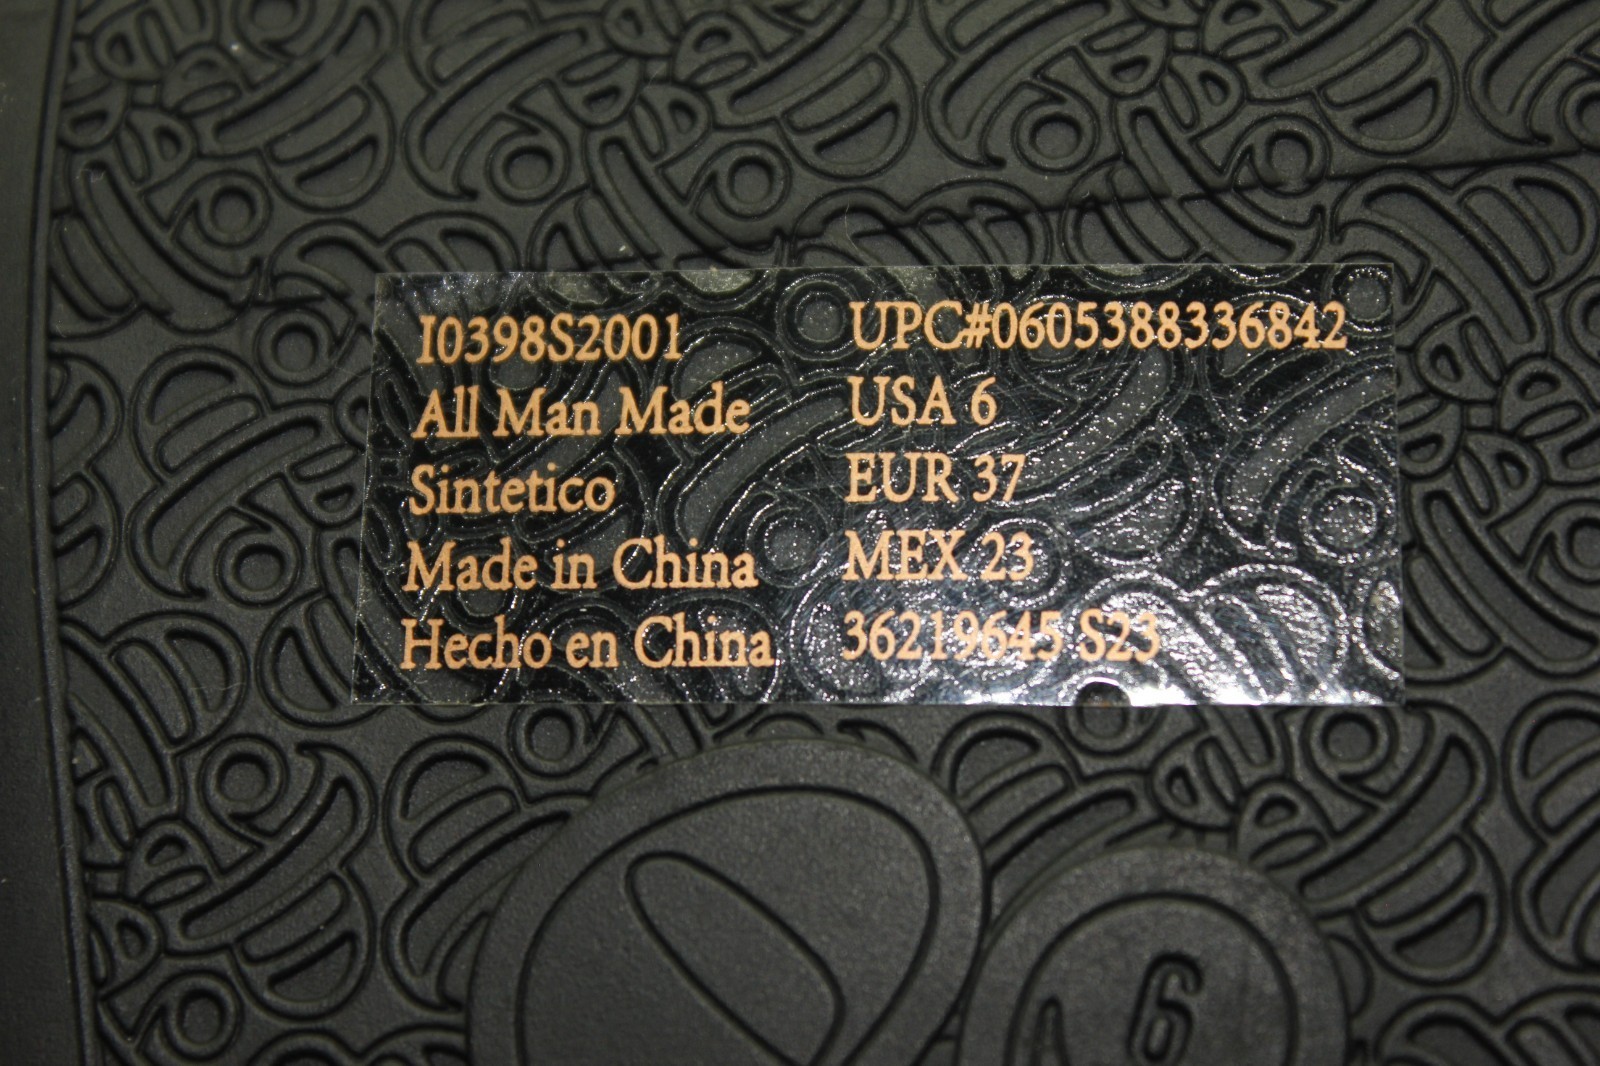 I0398S2001
All Man Made
Sintetico
Made in China
Hecho en China
UPC#0605388336842
USA 6
EUR 37
MEX 23
36219645 S23
6